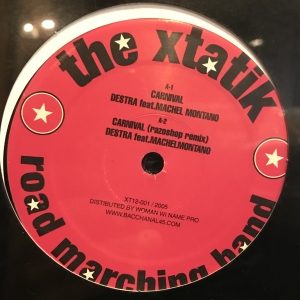 the xtatik
A-1
CARNIVAL
DESTRA feat.MACHEL MONTANO
A-2
CARNIVAL (razorshop remix)
DESTRA feat.MACHELMONTANO
XT12-001 / 2005
DISTRIBUTED BY WOMAN WI NAME PRO
WWW.BACCHANAL45.COM
road marching band